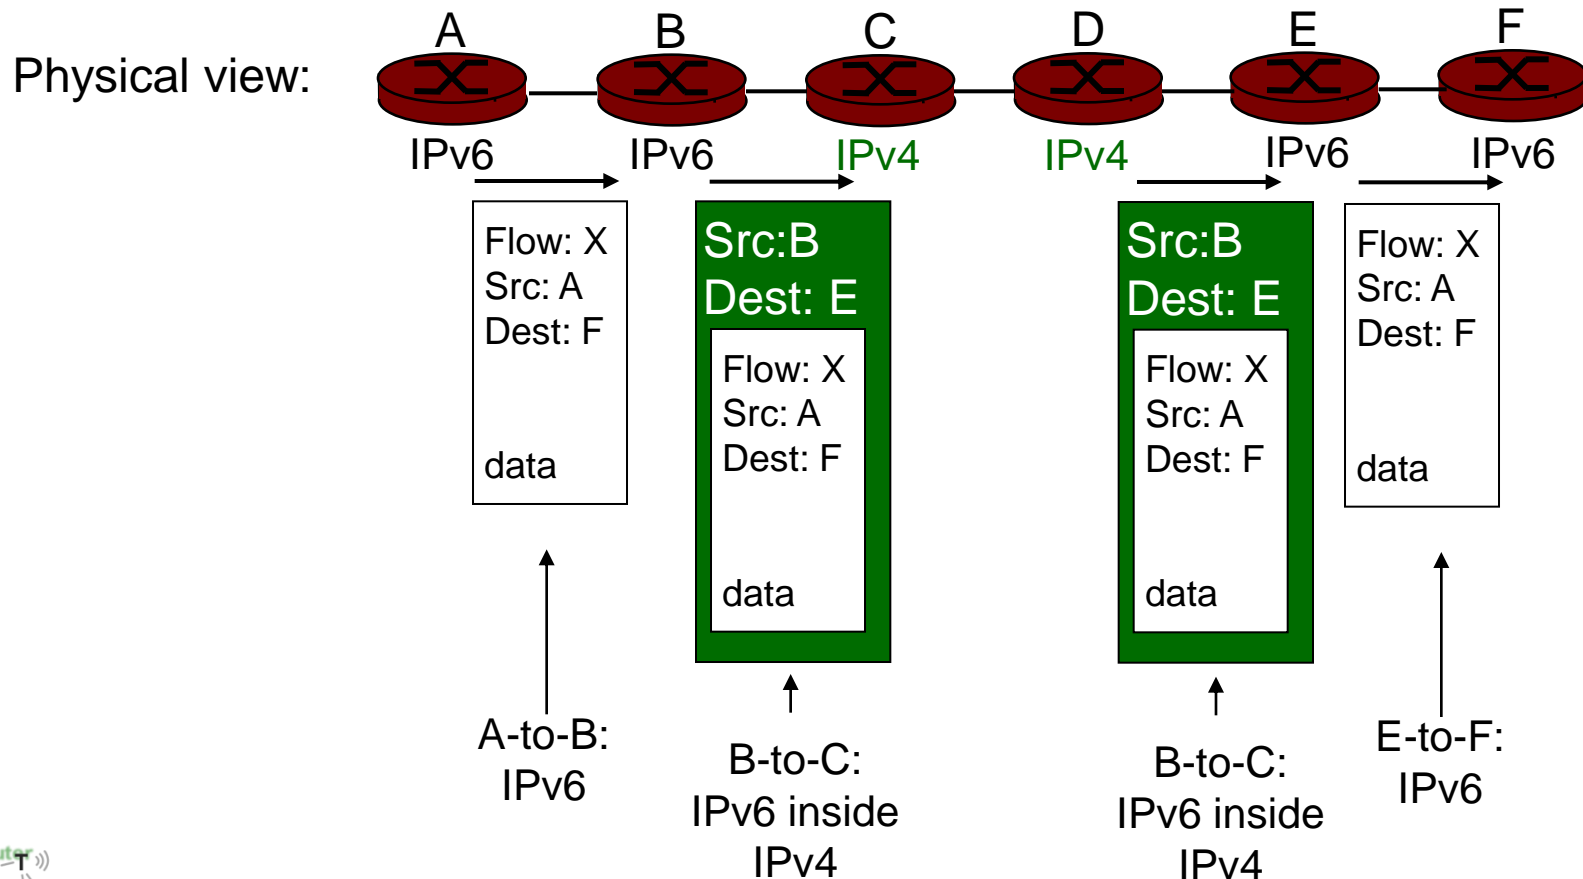 A B C D E F
Physical view:
IPv6 IPv6 IPv4 IPv4 IPv6 IPv6
Flow: X
Src: A
Dest: F
data
Src:B
Dest: E
Flow: X
Src: A
Dest: F
data
Src:B
Dest: E
Flow: X
Src: A
Dest: F
data
Flow: X
Src: A
Dest: F
data
A-to-B:
IPv6
B-to-C:
IPv6 inside
IPv4
B-to-C:
IPv6 inside
IPv4
E-to-F:
IPv6
T